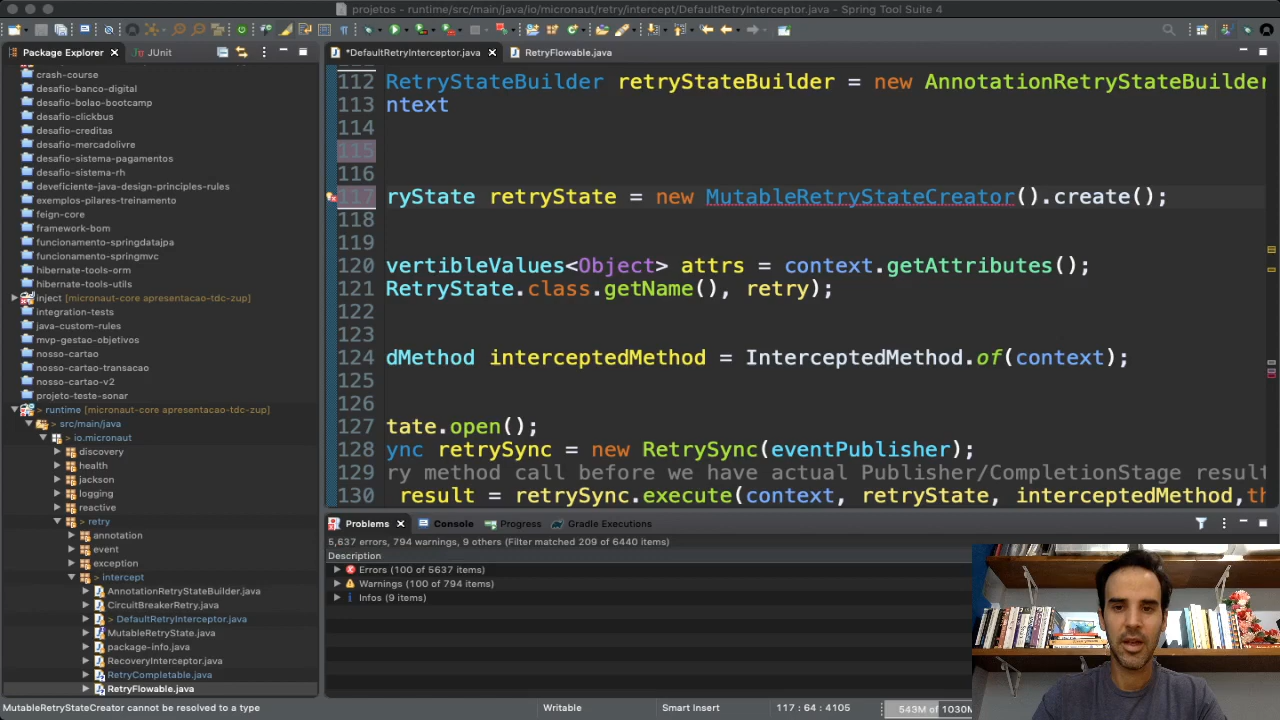 projetos - runtime/src/main/java/io/micronaut/retry/intercept/DefaultRetryInterceptor.java - Spring Tool Suite 4
Package Explorer
JUnit
*DefaultRetryInterceptor.java
RetryFlowable.java
crash-course
desafio-banco-digital
desafio-bolao-bootcamp
desafio-clickbus
desafio-creditas
desafio-mercadolivre
desafio-sistema-pagamentos
desafio-sistema-rh
deveficiente-java-design-principles-rules
exemplos-pilares-treinamento
feign-core
framework-bom
funcionamento-springdatajpa
funcionamento-springmvc
hibernate-tools-orm
hibernate-tools-utils
inject [micronaut-core apresentacao-tdc-zup]
integration-tests
java-custom-rules
mvp-gestao-objetivos
nosso-cartao
nosso-cartao-transacao
nosso-cartao-v2
projeto-teste-sonar
> runtime [micronaut-core apresentacao-tdc-zup]
> src/main/java
> io.micronaut
discovery
health
jackson
logging
reactive
> retry
annotation
event
exception
> intercept
AnnotationRetryStateBuilder.java
CircuitBreakerRetry.java
> DefaultRetryInterceptor.java
MutableRetryState.java
package-info.java
RecoveryInterceptor.java
RetryCompletable.java
RetryFlowable.java
112 RetryStateBuilder retryStateBuilder = new AnnotationRetryStateBuilder
113 ntext
114
115
116
117 ryState retryState = new MutableRetryStateCreator().create();
118
119
120 vertibleValues<Object> attrs = context.getAttributes();
121 RetryState.class.getName(), retry);
122
123
124 dMethod interceptedMethod = InterceptedMethod.of(context);
125
126
127 tate.open();
128 ync retrySync = new RetrySync(eventPublisher);
129 ry method call before we have actual Publisher/CompletionStage result
130 result = retrySync.execute(context, retryState, interceptedMethod,th
Problems
Console
Progress
Gradle Executions
5,637 errors, 794 warnings, 9 others (Filter matched 209 of 6440 items)
Description
Errors (100 of 5637 items)
Warnings (100 of 794 items)
Infos (9 items)
MutableRetryStateCreator cannot be resolved to a type
Writable
Smart Insert
117 : 64 : 4105
543M of 1030M